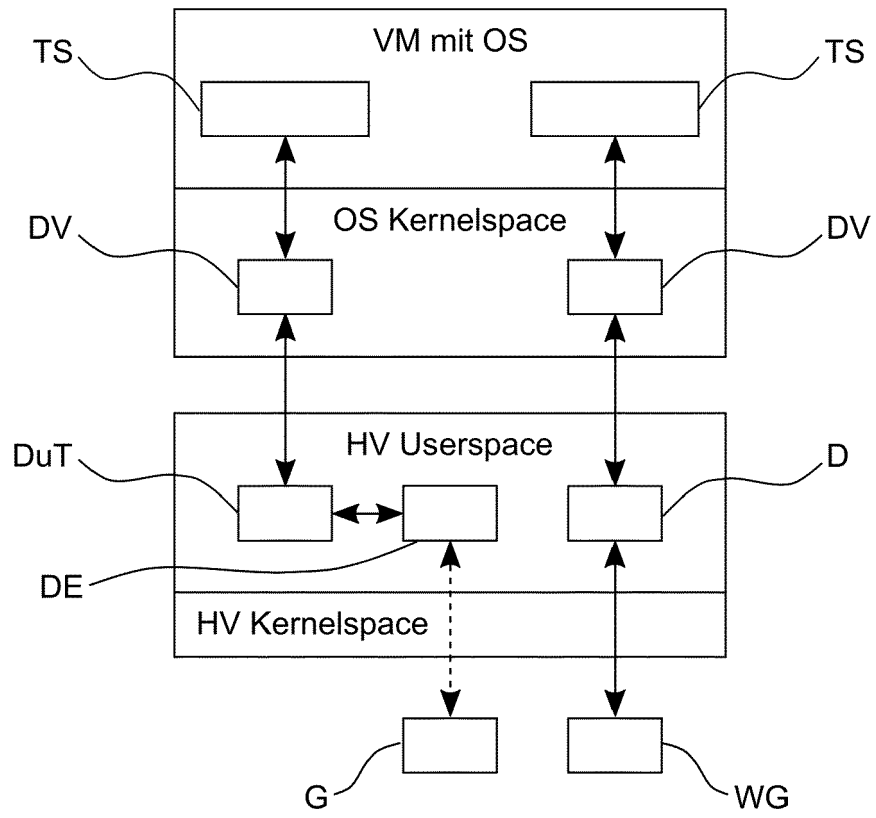 VM mit OS
TS
TS
OS Kernelspace
DV
DV
HV Userspace
DuT
D
DE
HV Kernelspace
G
WG